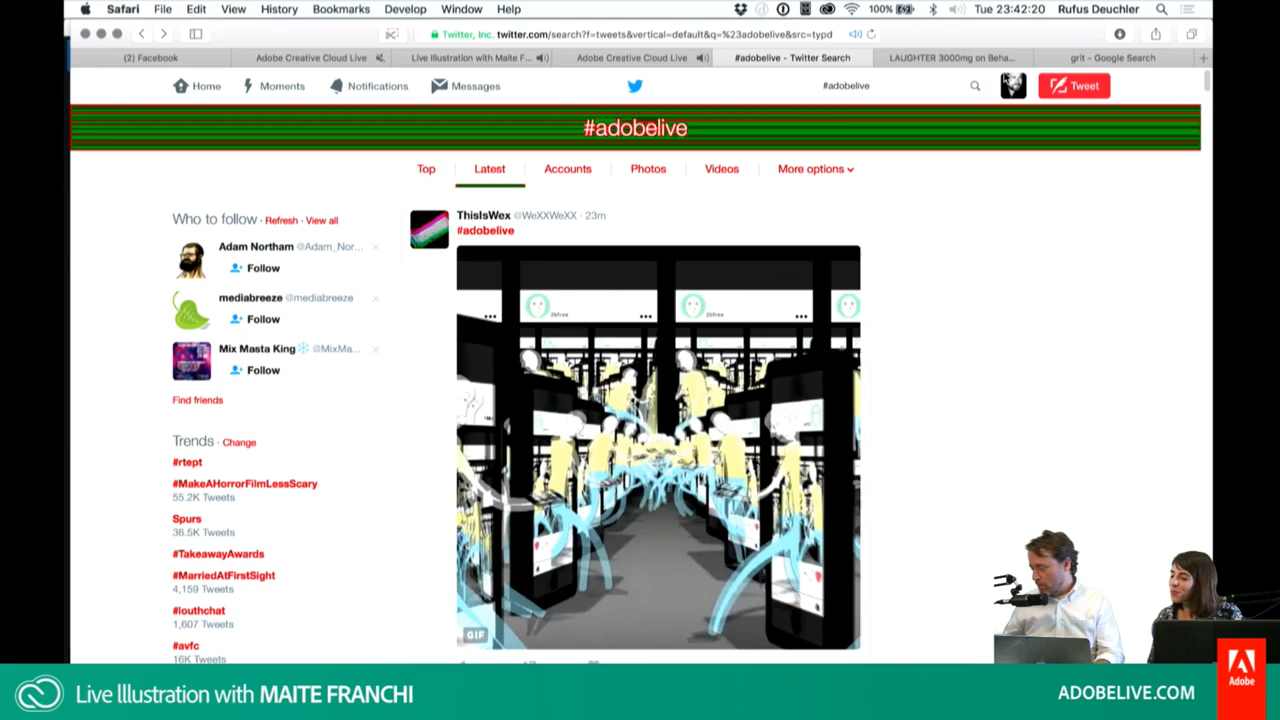 Safari File Edit View History Bookmarks Develop Window Help 100% Tue 23:42:20 Rufus Deuchler
Twitter, Inc. twitter.com/search?f=tweets&vertical=default&q=%23adobelive&src=typd
(2) Facebook
Adobe Creative Cloud Live
Live Illustration with Maite F...
Adobe Creative Cloud Live
#adobelive - Twitter Search
LAUGHTER 3000mg on Beha...
grit - Google Search
Home Moments Notifications Messages #adobelive Tweet
#adobelive
Top Latest Accounts Photos Videos More options
Who to follow · Refresh · View all
Adam Northam @Adam_Nor...
Follow
mediabreeze @mediabreeze
Follow
Mix Masta King @MixMa...
Follow
Find friends
Trends · Change
#rtept
#MakeAHorrorFilmLessScary
55.2K Tweets
Spurs
36.5K Tweets
#TakeawayAwards
#MarriedAtFirstSight
4,159 Tweets
#louthchat
1,607 Tweets
#avfc
16K Tweets
ThisIsWex @WeXXWeXX · 23m
#adobelive
2bfree
2bfree
GIF
Live Illustration with MAITE FRANCHI
ADOBELIVE.COM
Adobe